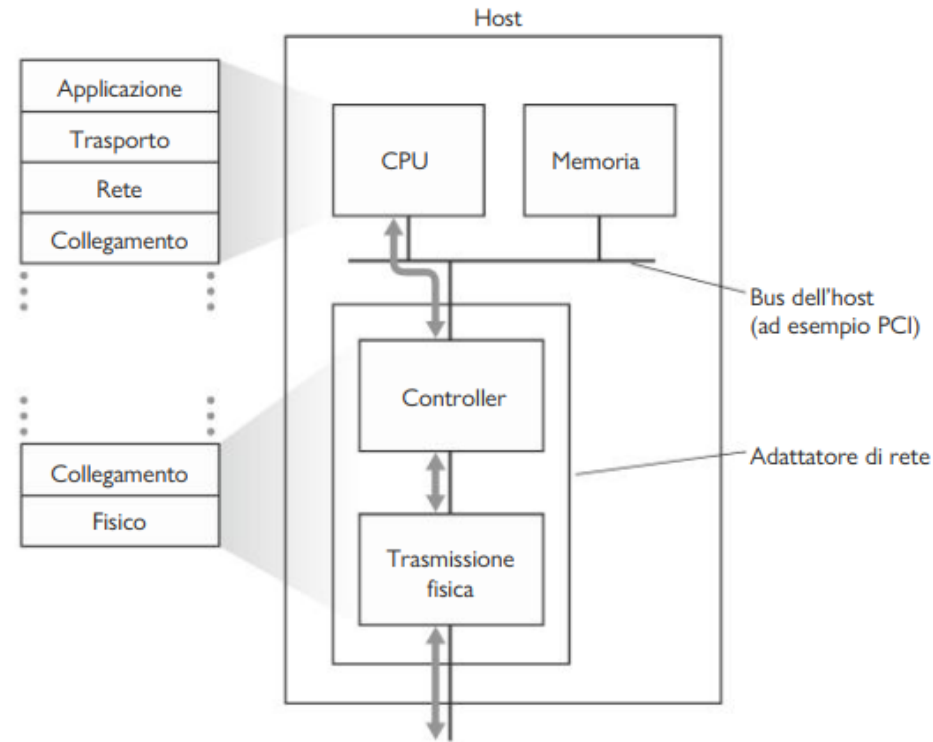 Host
Applicazione
Trasporto
Rete
Collegamento
CPU
Memoria
Bus dell'host
(ad esempio PCI)
Controller
Adattatore di rete
Collegamento
Fisico
Trasmissione
fisica